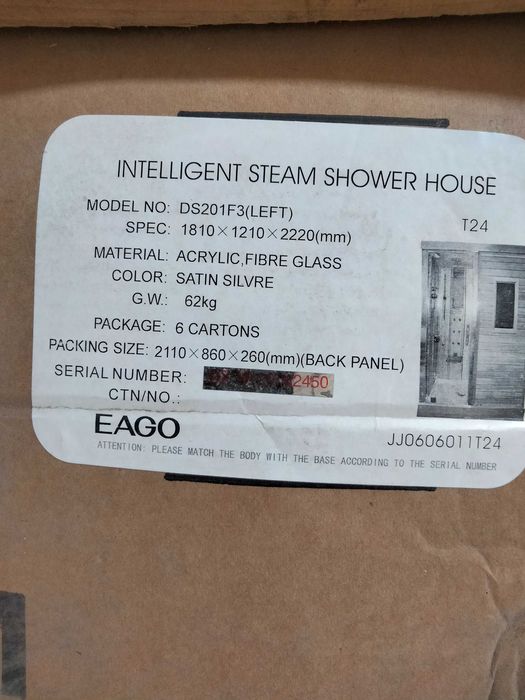 INTELLIGENT STEAM SHOWER HOUSE
MODEL NO: DS201F3(LEFT)
T24
SPEC: 1810×1210×2220(mm)
MATERIAL: ACRYLIC,FIBRE GLASS
COLOR: SATIN SILVRE
G.W.: 62kg
PACKAGE: 6 CARTONS
PACKING SIZE: 2110×860×260(mm)(BACK PANEL)
SERIAL NUMBER: 2450
CTN/NO.:
EAGO
JJ0606011T24
ATTENTION: PLEASE MATCH THE BODY WITH THE BASE ACCORDING TO THE SERIAL NUMBER